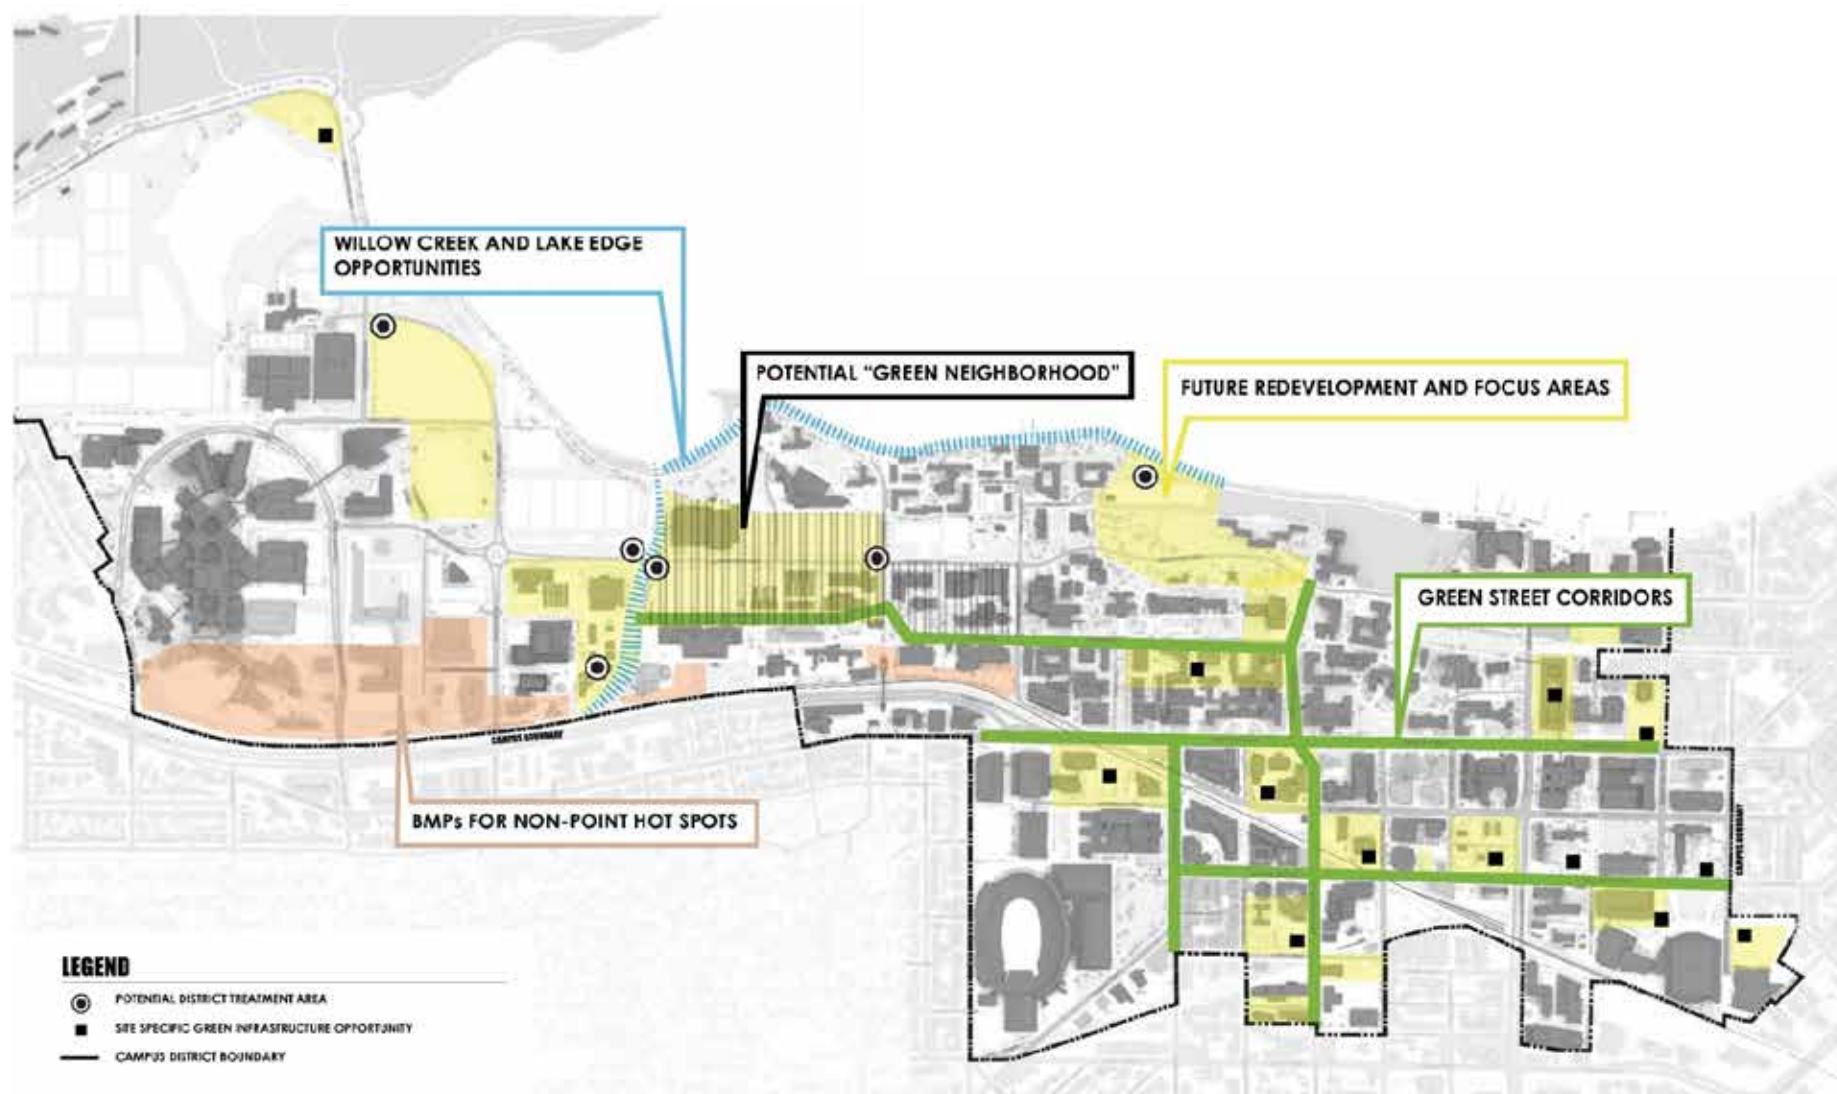 WILLOW CREEK AND LAKE EDGE
OPPORTUNITIES
POTENTIAL “GREEN NEIGHBORHOOD”
FUTURE REDEVELOPMENT AND FOCUS AREAS
GREEN STREET CORRIDORS
CAMPUS BOUNDARY
BMPs FOR NON-POINT HOT SPOTS
CAMPUS BOUNDARY
LEGEND
POTENTIAL DISTRICT TREATMENT AREA
SITE SPECIFIC GREEN INFRASTRUCTURE OPPORTUNITY
CAMPUS DISTRICT BOUNDARY